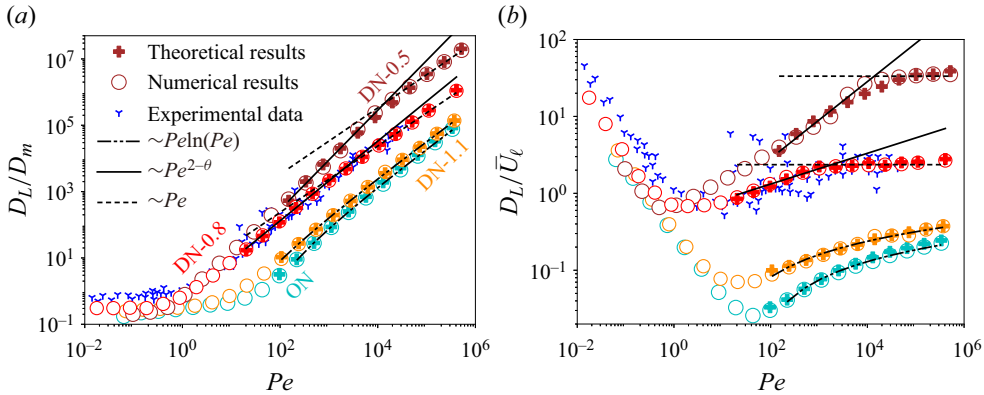 (a)
(b)
10^7
10^5
10^3
10^1
10^{-1}
D_L/D_m
Theoretical results
Numerical results
Experimental data
~Peln(Pe)
~Pe^{2−θ}
~Pe
DN-0.5
DN-0.8
DN-1.1
ON
10^{-2}
10^0
10^2
10^4
10^6
Pe
10^2
10^1
10^0
10^{-1}
D_L/U̅_ℓ
10^{-2}
10^0
10^2
10^4
10^6
Pe